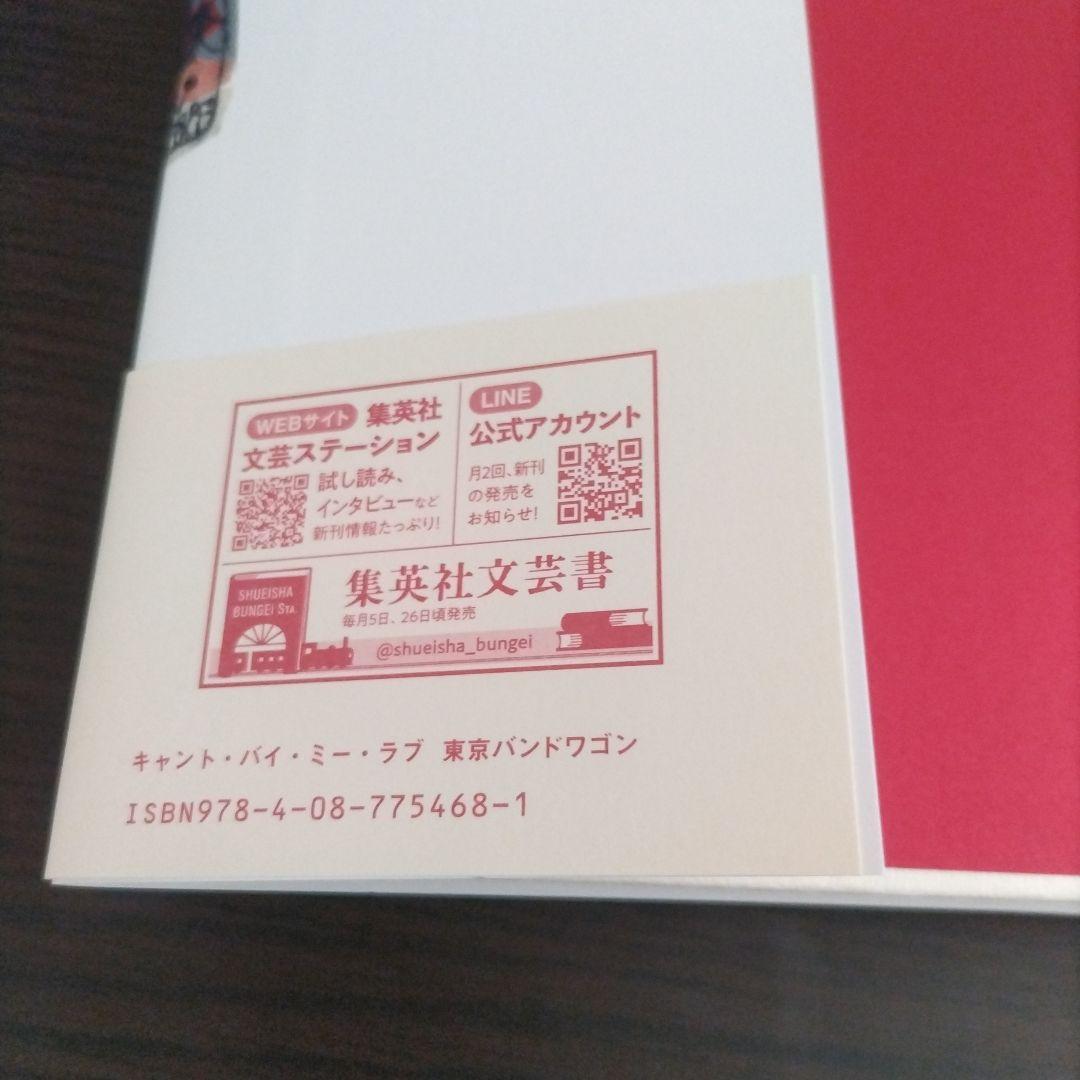 WEBサイト 集英社
文芸ステーション
試し読み、
インタビューなど
新刊情報たっぷり!
LINE
公式アカウント
月2回、新刊
の発売を
お知らせ!
SHUEISHA
BUNGEI STA.
集英社文芸書
毎月5日、26日頃発売
@shueisha_bungei
キャント・バイ・ミー・ラブ 東京バンドワゴン
ISBN978-4-08-775468-1